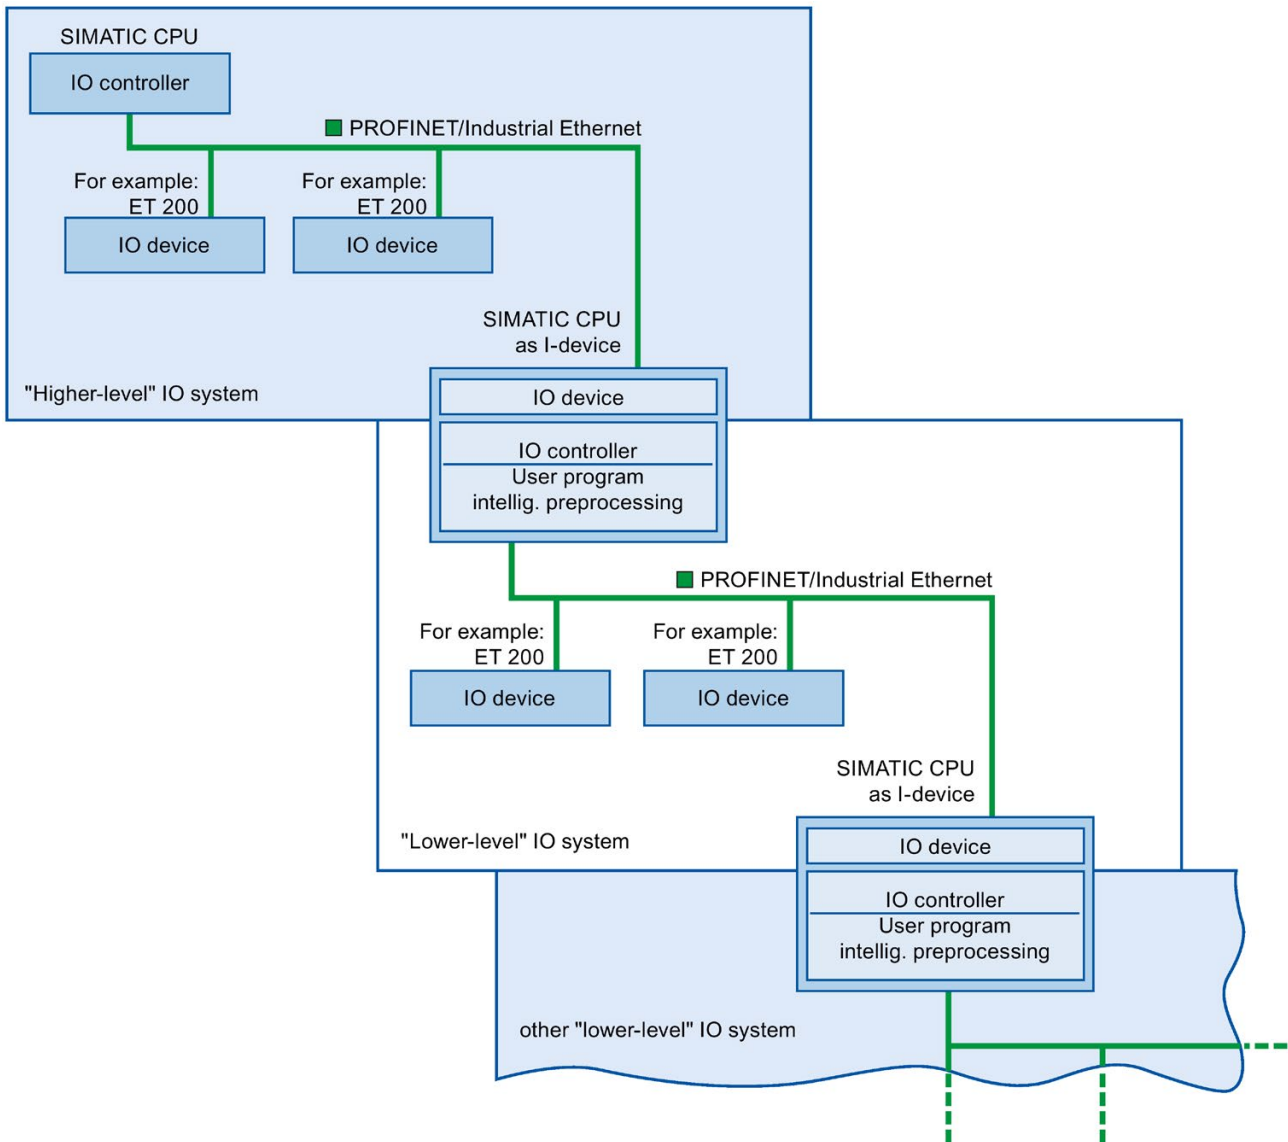 SIMATIC CPU
IO controller
PROFINET/Industrial Ethernet
For example:
ET 200
IO device
For example:
ET 200
IO device
SIMATIC CPU
as I-device
"Higher-level" IO system
IO device
IO controller
User program
intellig. preprocessing
PROFINET/Industrial Ethernet
For example:
ET 200
IO device
For example:
ET 200
IO device
SIMATIC CPU
as I-device
"Lower-level" IO system
IO device
IO controller
User program
intellig. preprocessing
other "lower-level" IO system